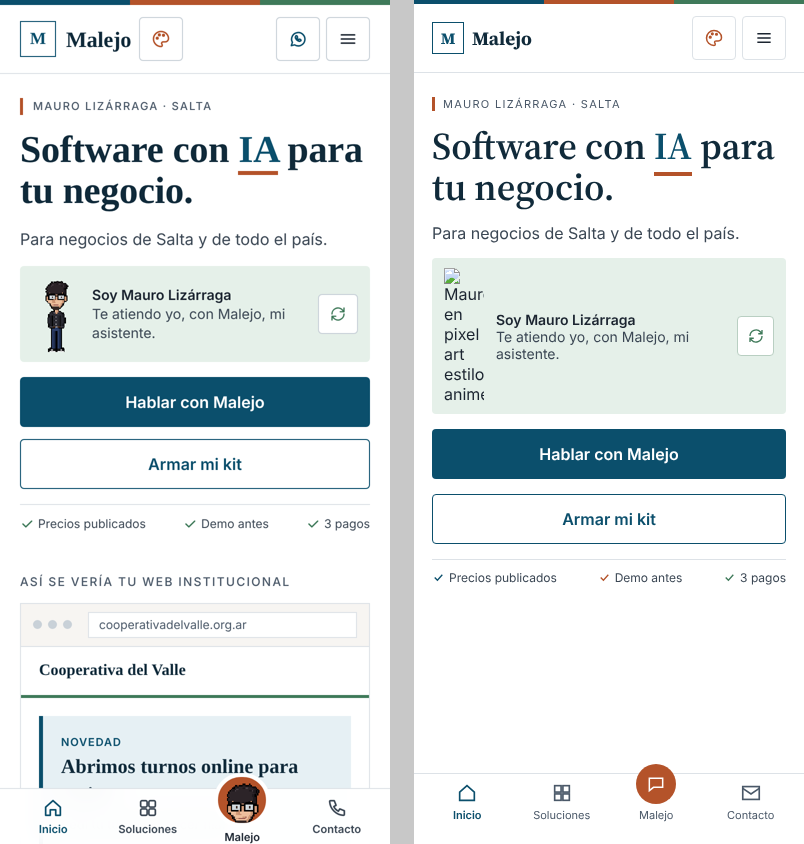 M Malejo
MAURO LIZÁRRAGA · SALTA
Software con IA para
tu negocio.
Para negocios de Salta y de todo el país.
Soy Mauro Lizárraga
Te atiendo yo, con Malejo, mi
asistente.
Hablar con Malejo
Armar mi kit
Precios publicados
Demo antes
3 pagos
ASÍ SE VERÍA TU WEB INSTITUCIONAL
cooperativadelvalle.org.ar
Cooperativa del Valle
NOVEDAD
Abrimos turnos online para
Inicio
Soluciones
Malejo
Contacto
M Malejo
MAURO LIZÁRRAGA · SALTA
Software con IA para
tu negocio.
Para negocios de Salta y de todo el país.
en
pixel
art
estilo
Soy Mauro Lizárraga
Te atiendo yo, con Malejo, mi
asistente.
Hablar con Malejo
Armar mi kit
Precios publicados
Demo antes
3 pagos
Inicio
Soluciones
Malejo
Contacto